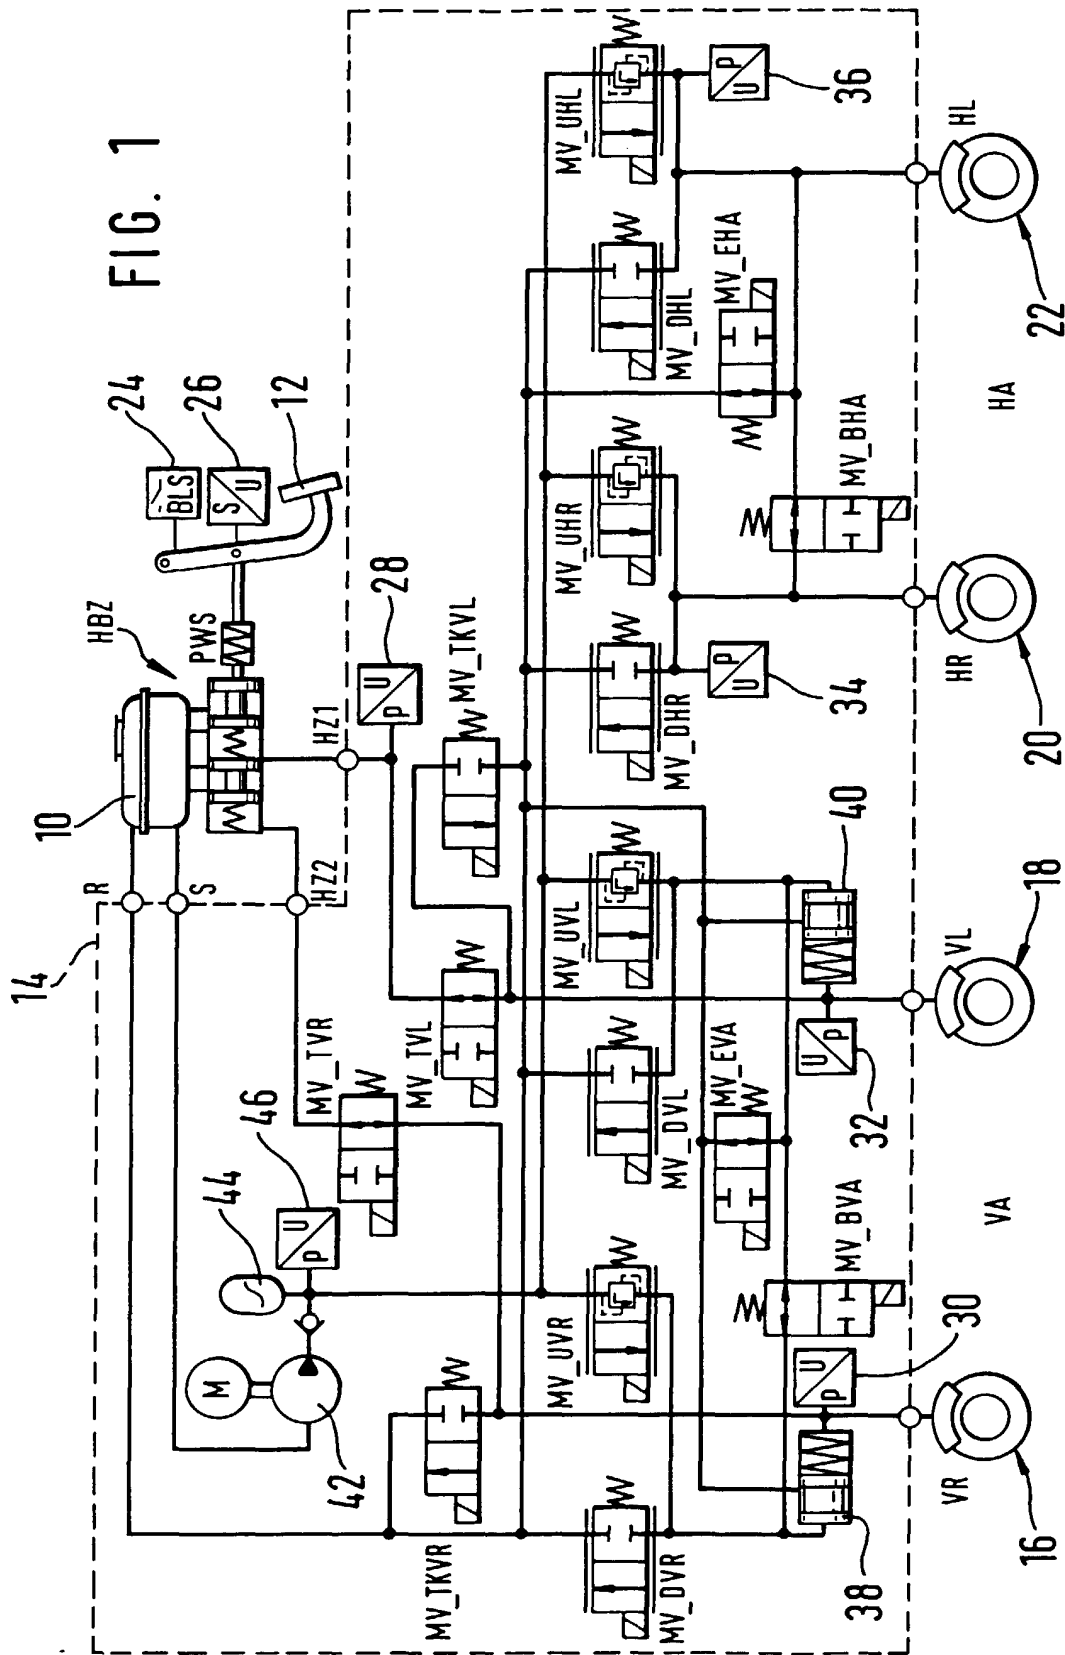 FIG. 1
14
R
S
10
HBZ
PWS
24
BLS
S
U
26
12
HZ2
HZ1
28
U
P
44
46
U
P
M
42
MV_TVR
MV_TVL
MV_TKVL
MV_TKVR
MV_UVR
MV_DVR
MV_UVL
MV_DVL
MV_UHR
MV_DHR
MV_UHL
MV_DHL
MV_EVA
MV_EHA
MV_BVA
MV_BHA
U
P
30
U
P
32
U
P
34
U
P
36
38
40
VR
16
VA
VL
18
HR
20
HA
HL
22